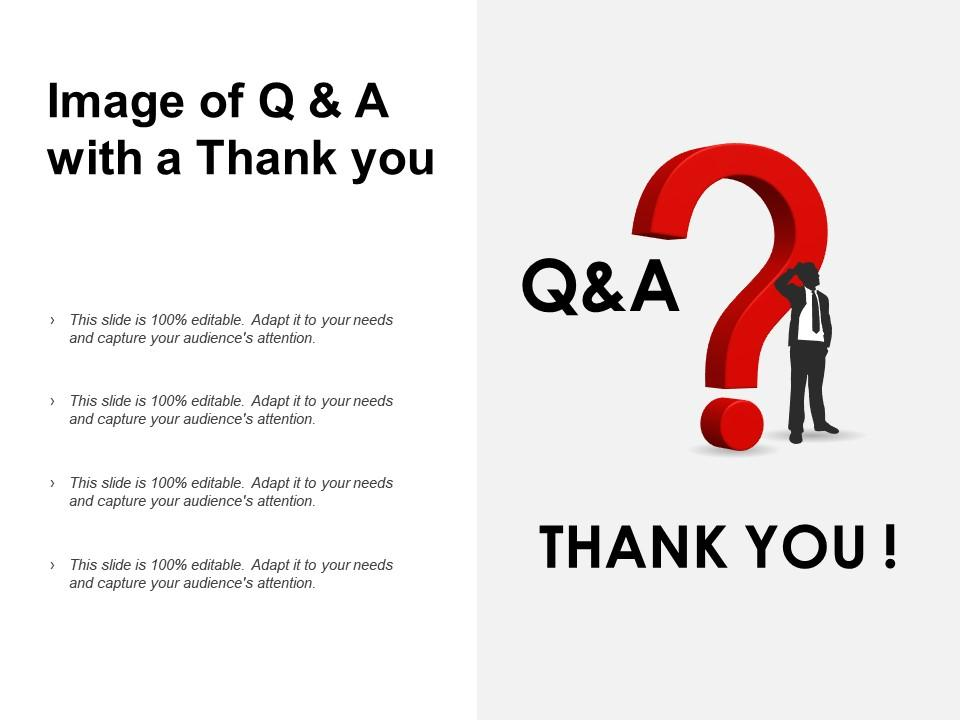 Image of Q & A
with a Thank you
› This slide is 100% editable. Adapt it to your needs
and capture your audience's attention.
› This slide is 100% editable. Adapt it to your needs
and capture your audience's attention.
› This slide is 100% editable. Adapt it to your needs
and capture your audience's attention.
› This slide is 100% editable. Adapt it to your needs
and capture your audience's attention.
Q&A
?
THANK YOU !